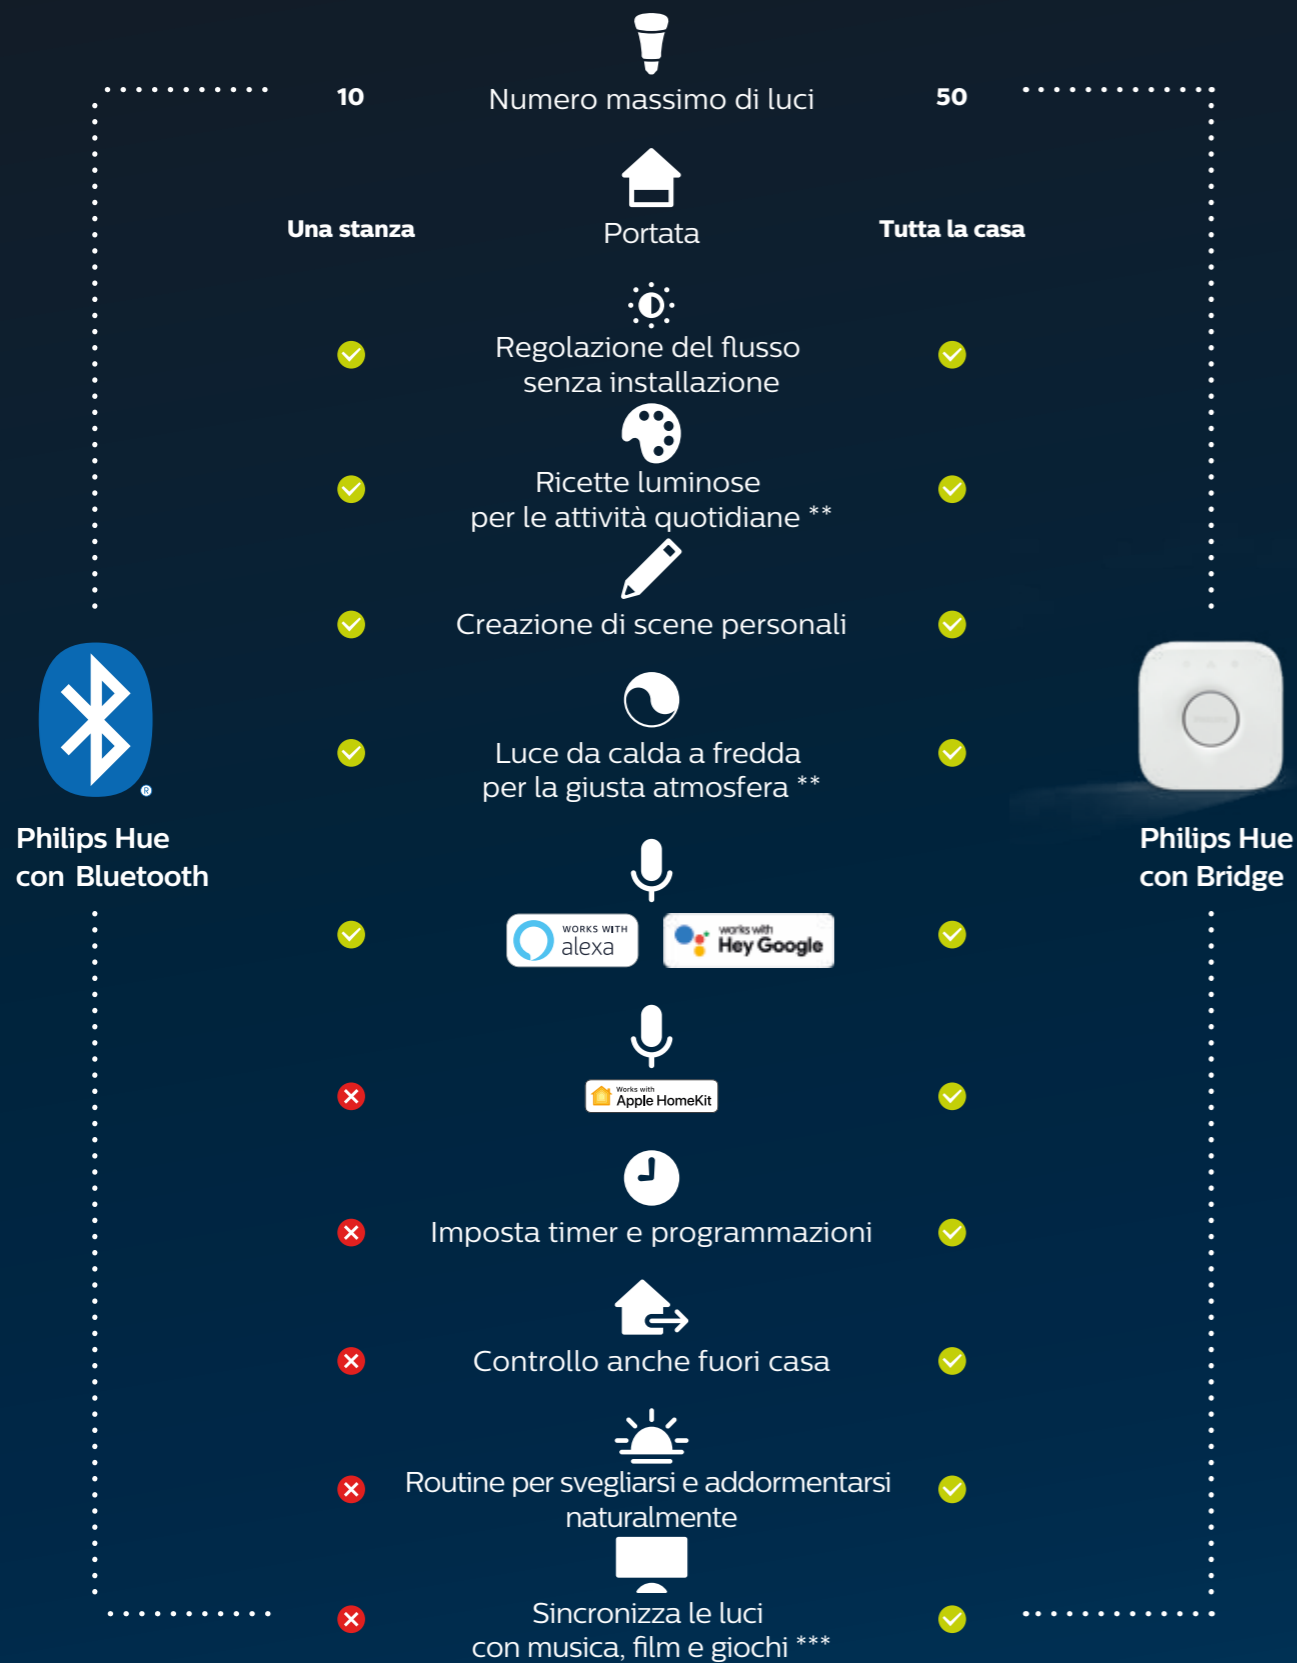 10 Numero massimo di luci 50
Una stanza Portata Tutta la casa
Regolazione del flusso
senza installazione
Ricette luminose
per le attività quotidiane **
Creazione di scene personali
Luce da calda a fredda
per la giusta atmosfera **
Philips Hue
con Bluetooth
Philips Hue
con Bridge
WORKS WITH
alexa
works with
Hey Google
Works with
Apple HomeKit
Imposta timer e programmazioni
Controllo anche fuori casa
Routine per svegliarsi e addormentarsi
naturalmente
Sincronizza le luci
con musica, film e giochi ***